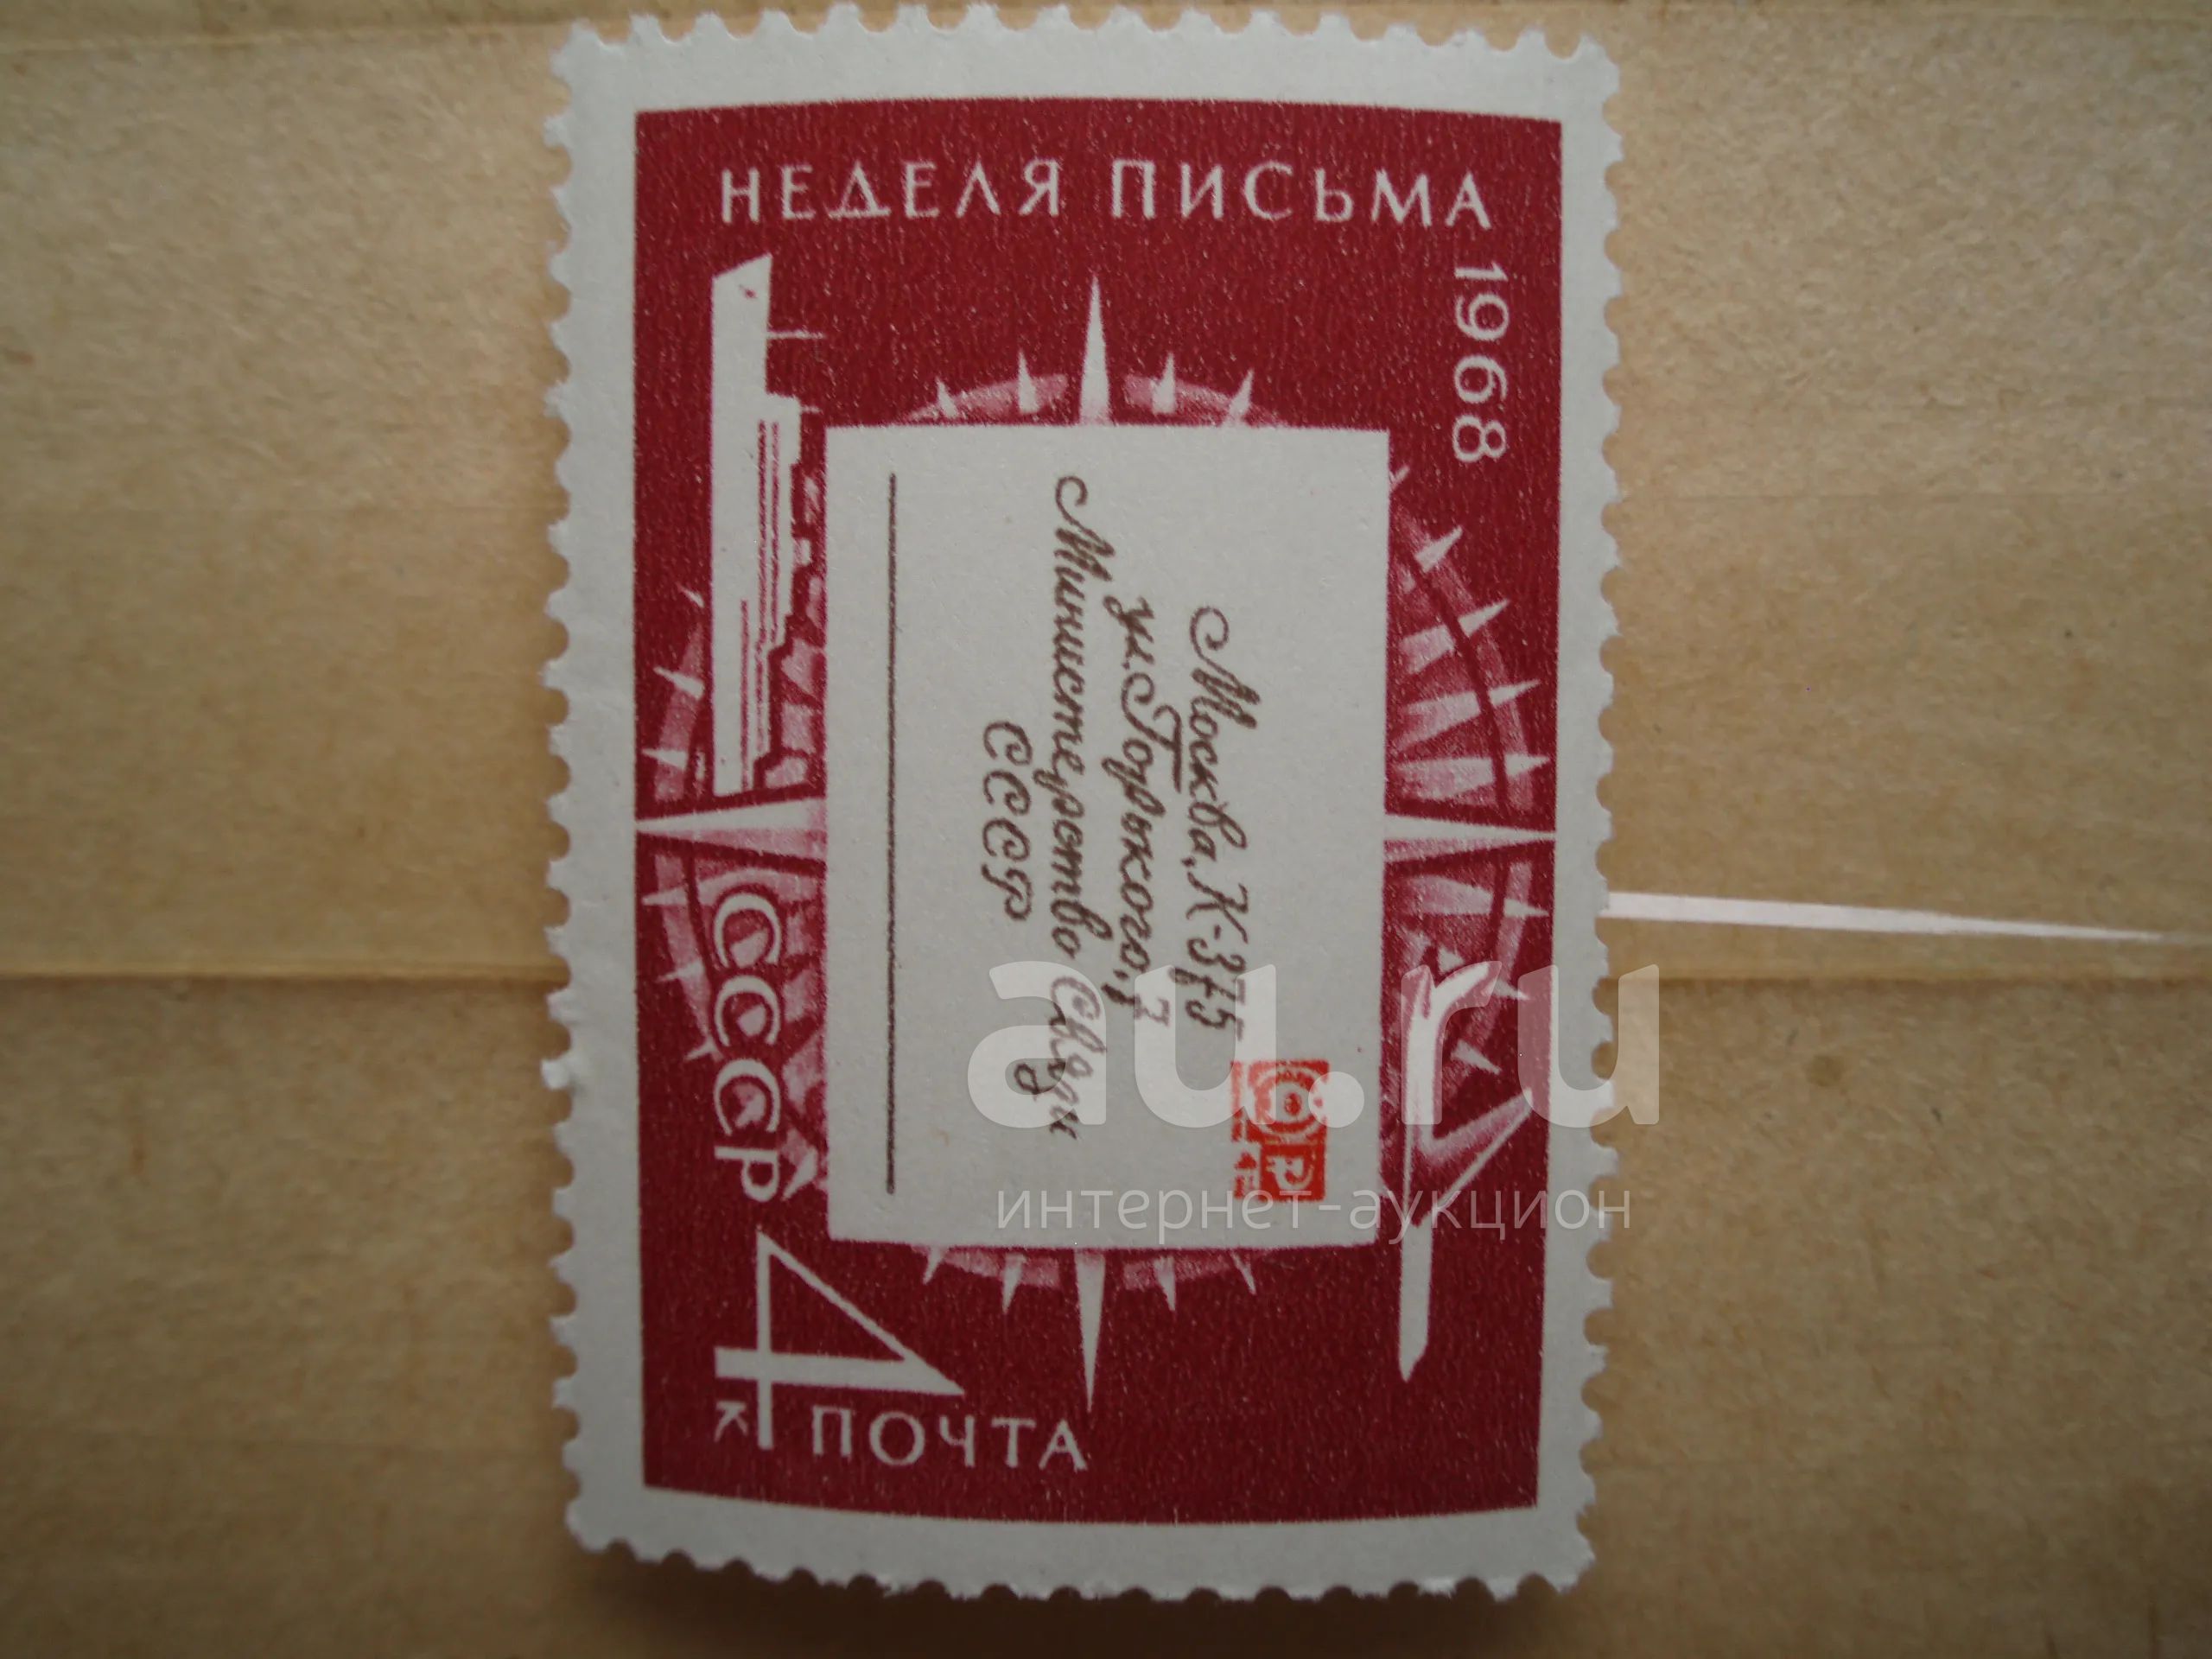 НЕДЕЛЯ ПИСЬМА
1968
Москва, К-375
ул. Горького, 7
Министерство Связи
СССР
СССР
4
к
ПОЧТА
au.ru
интернет-аукцион